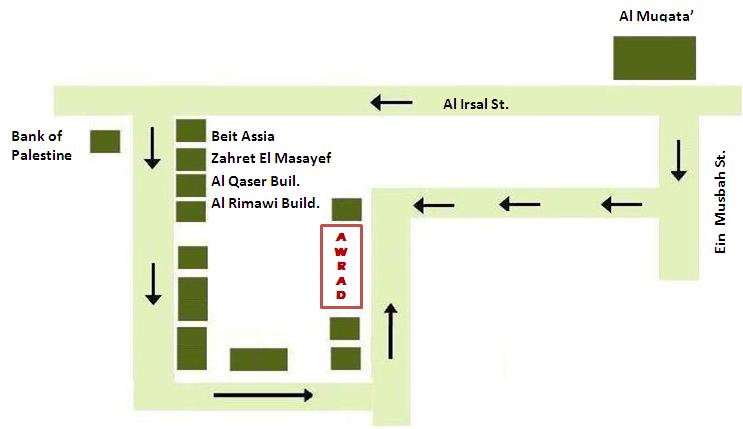 Al Muqata’
Al Irsal St.
Bank of
Palestine
Beit Assia
Zahret El Masayef
Al Qaser Buil.
Al Rimawi Build.
Ein Musbah St.
A
W
R
A
D